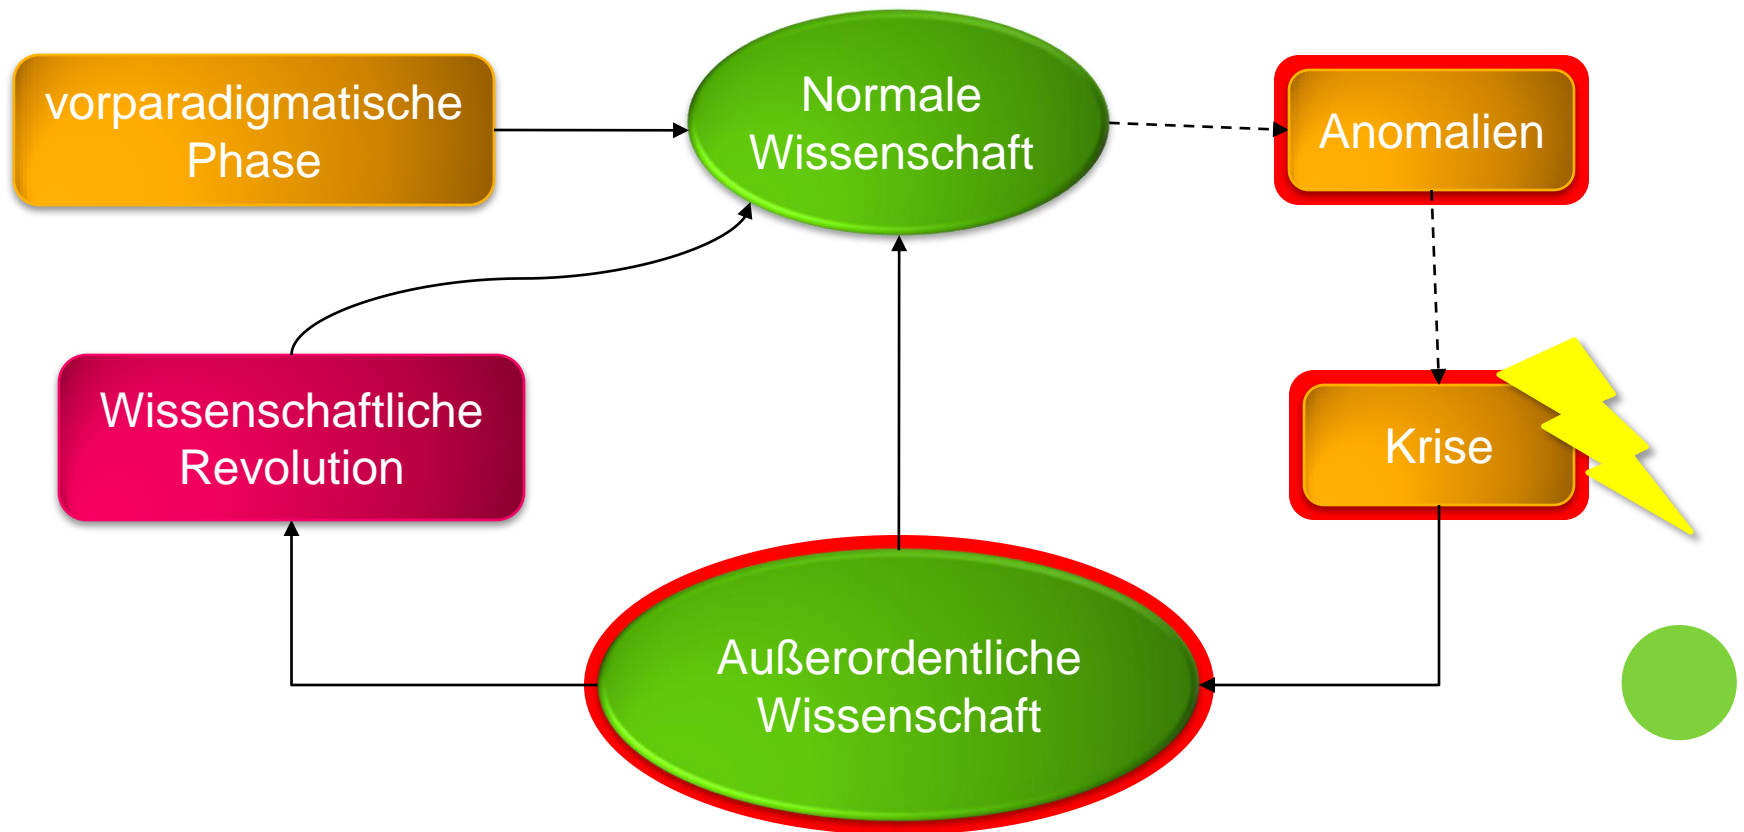 vorparadigmatische
Phase
Normale
Wissenschaft
Anomalien
Wissenschaftliche
Revolution
Krise
Außerordentliche
Wissenschaft